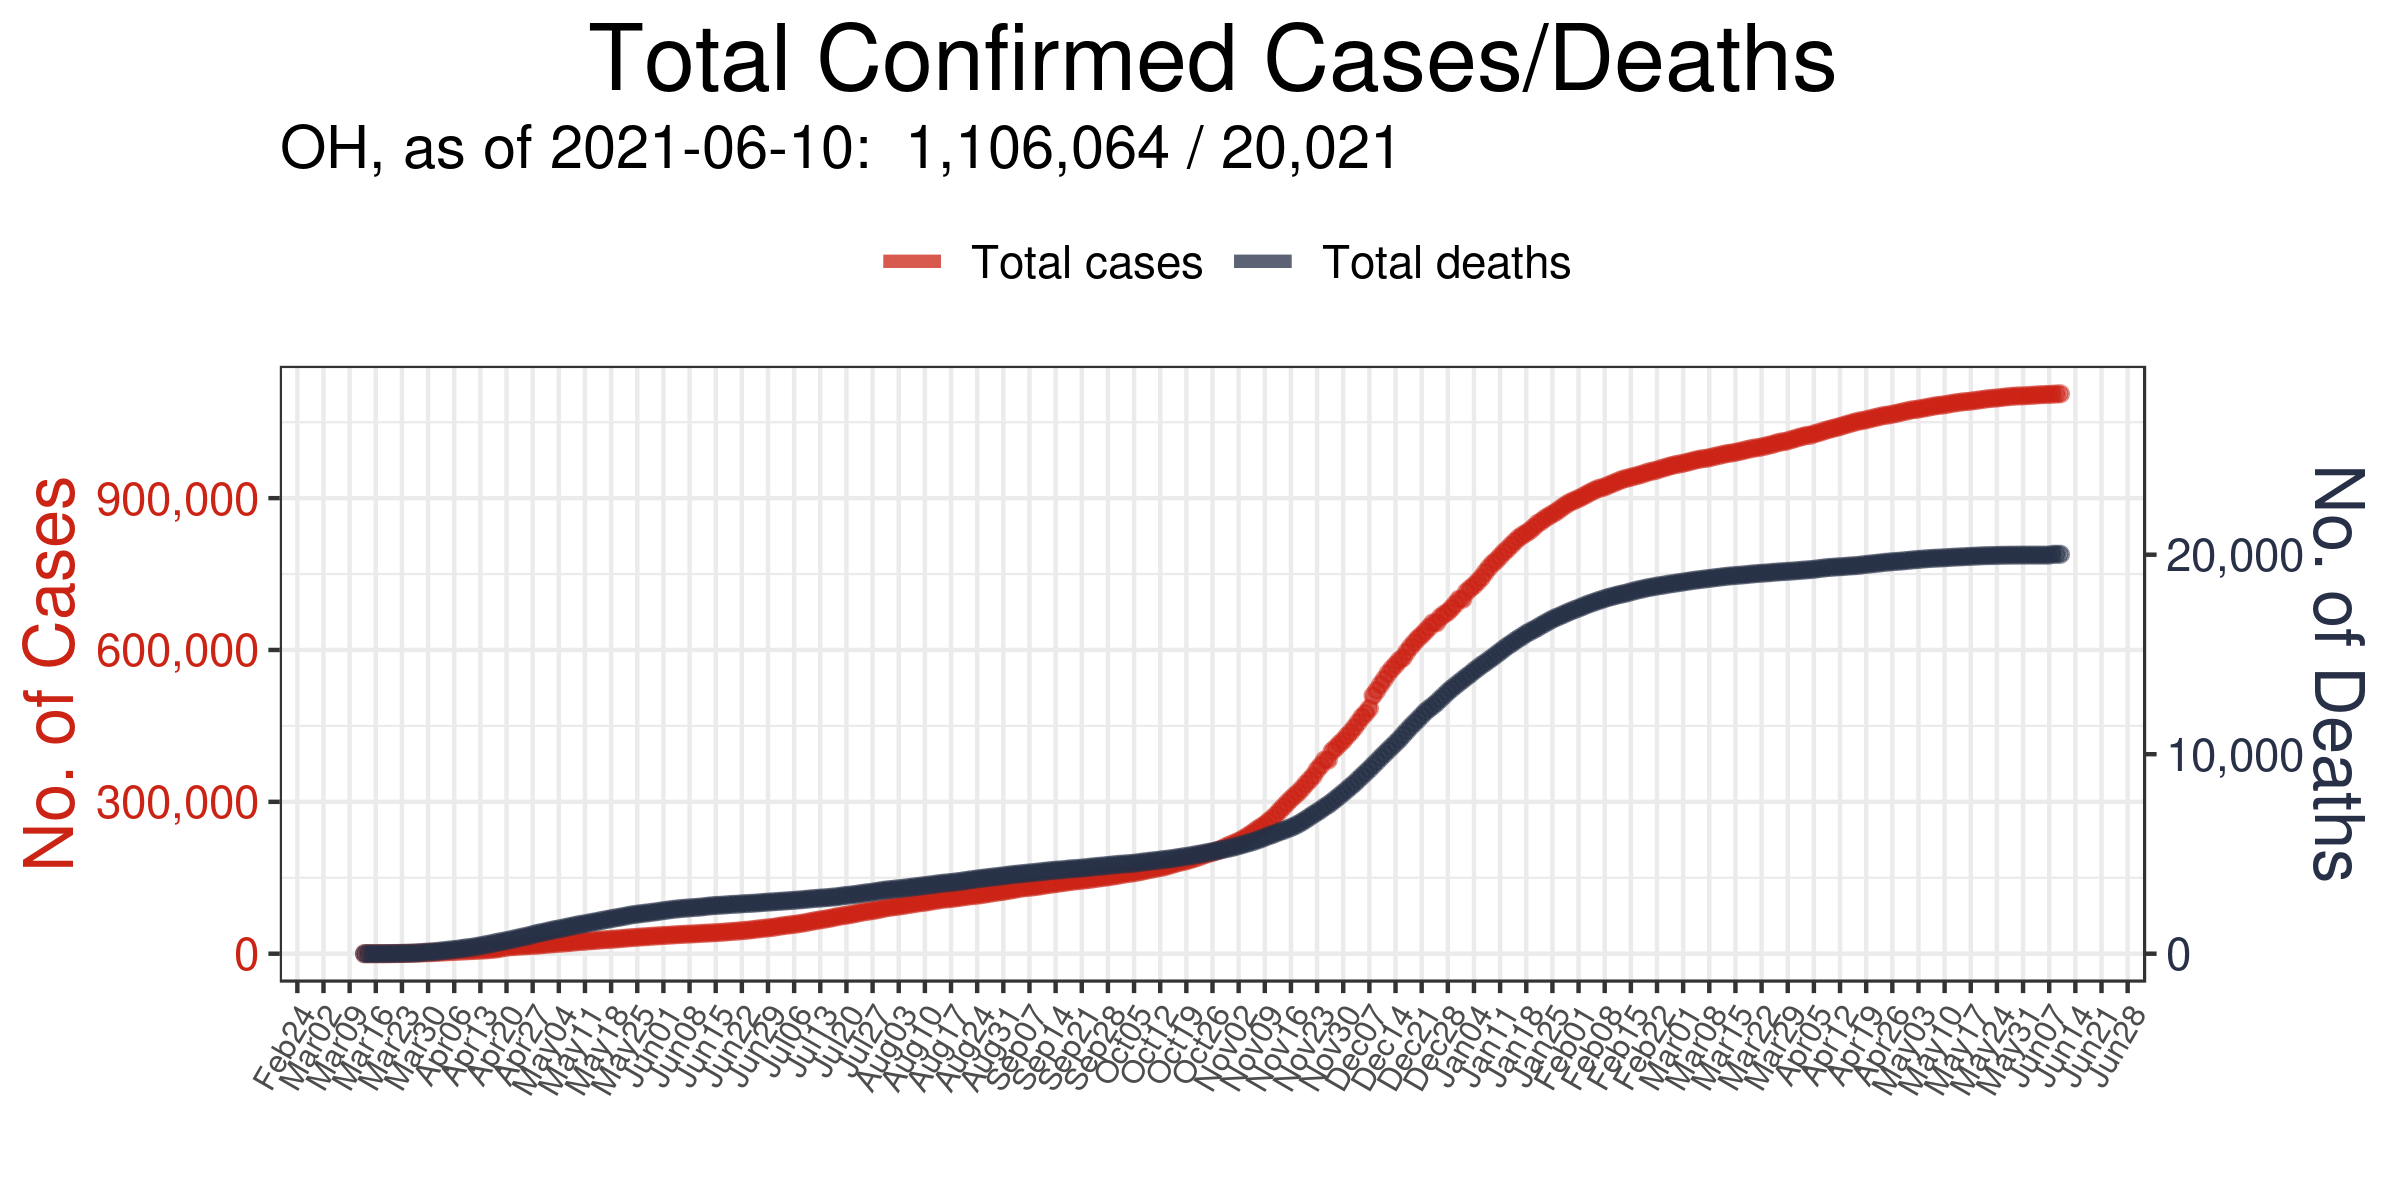 Total Confirmed Cases/Deaths
OH, as of 2021-06-10:  1,106,064 / 20,021
Total cases
Total deaths
No. of Cases
900,000
600,000
300,000
0
20,000
10,000
0
No. of Deaths
Feb24
Mar02
Mar09
Mar16
Mar23
Mar30
Apr06
Apr13
Apr20
Apr27
May04
May11
May18
May25
Jun01
Jun08
Jun15
Jun22
Jun29
Jul06
Jul13
Jul20
Jul27
Aug03
Aug10
Aug17
Aug24
Aug31
Sep07
Sep14
Sep21
Sep28
Oct05
Oct12
Oct19
Oct26
Nov02
Nov09
Nov16
Nov23
Nov30
Dec07
Dec14
Dec21
Dec28
Jan04
Jan11
Jan18
Jan25
Feb01
Feb08
Feb15
Feb22
Mar01
Mar08
Mar15
Mar22
Mar29
Apr05
Apr12
Apr19
Apr26
May03
May10
May17
May24
May31
Jun07
Jun14
Jun21
Jun28